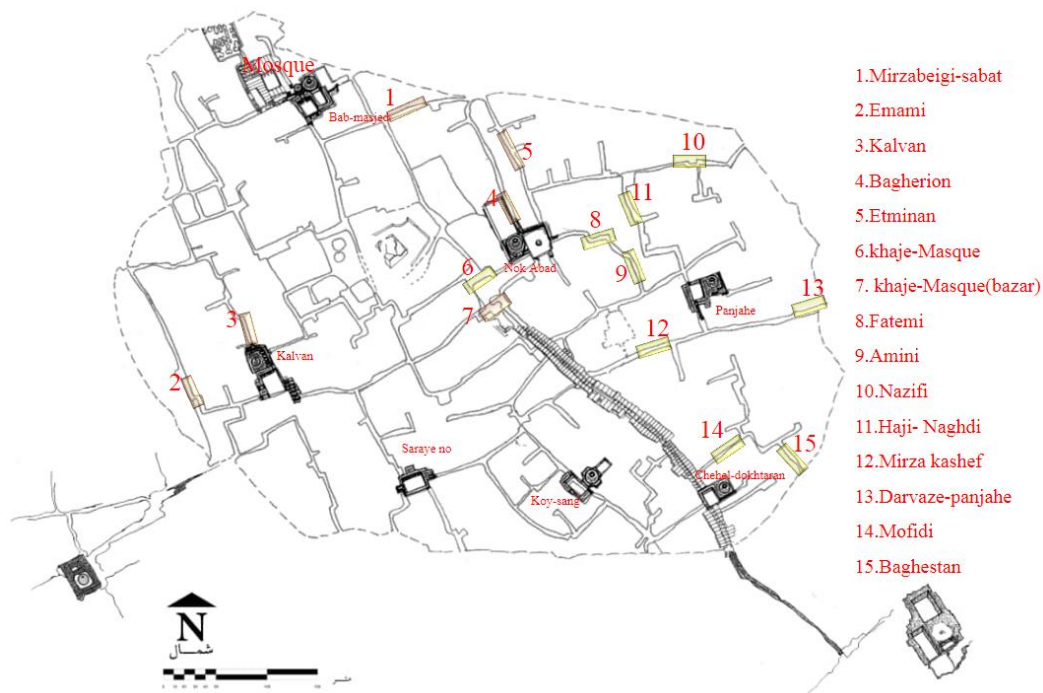 Mosque
1
Bab-masjed
5
10
4
11
8
Nok Abad
6
9
Panjahe
13
7
3
12
Kalvan
2
14
15
Saraye no
Koy-sang
Chehel-dokhtaran
N
شمال
متر
1.Mirzabeigi-sabat
2.Emami
3.Kalvan
4.Bagherion
5.Etminan
6.khaje-Masque
7. khaje-Masque(bazar)
8.Fatemi
9.Amini
10.Nazifi
11.Haji- Naghdi
12.Mirza kashef
13.Darvaze-panjahe
14.Mofidi
15.Baghestan